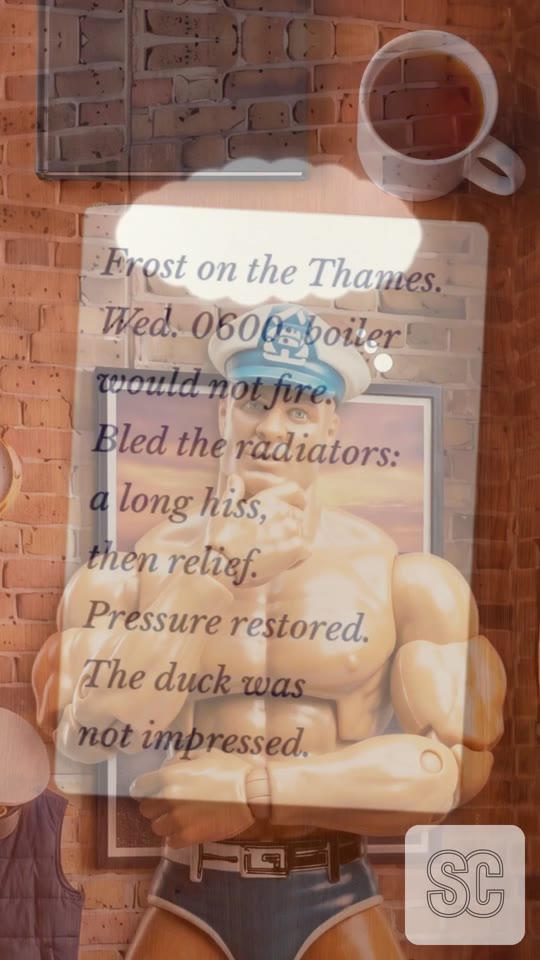 Frost on the Thames.
Wed. 0600, boiler
would not fire.
Bled the radiators:
a long hiss,
then relief.
Pressure restored.
The duck was
not impressed.
SC